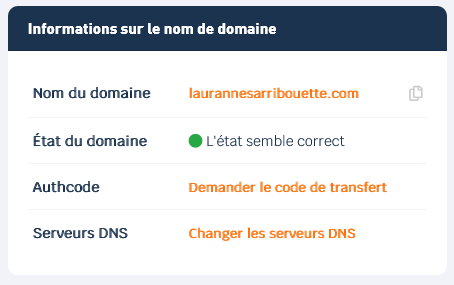 Informations sur le nom de domaine
Nom du domaine laurannesarribouette.com
État du domaine L'état semble correct
Authcode Demander le code de transfert
Serveurs DNS Changer les serveurs DNS